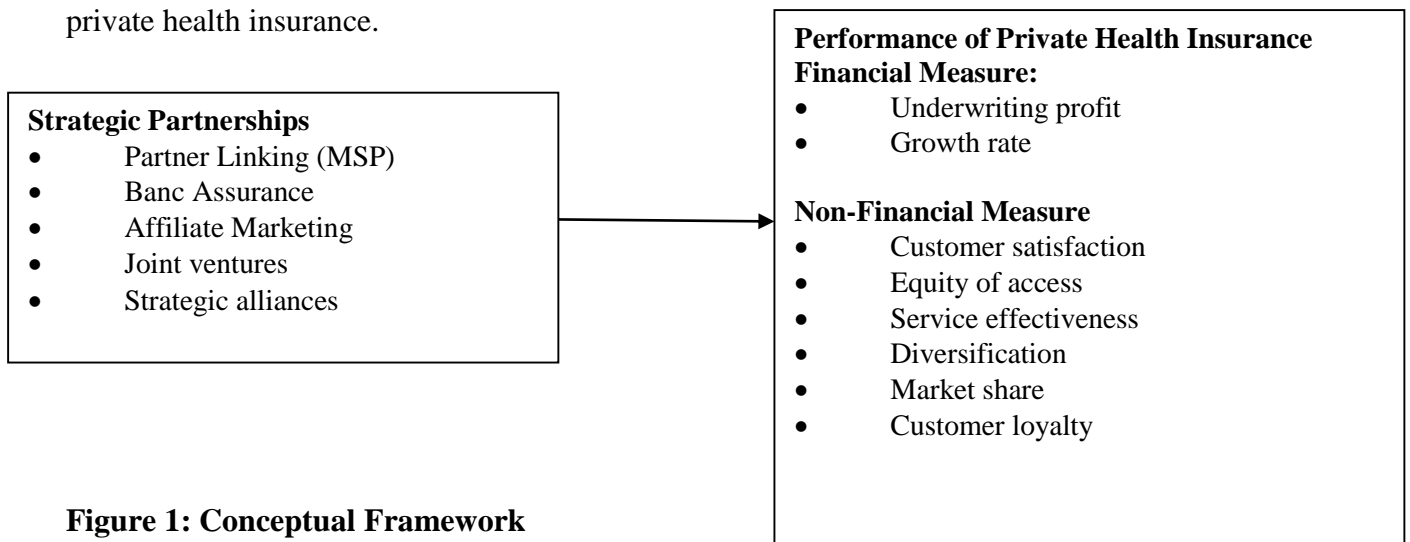 private health insurance.
Strategic Partnerships
• Partner Linking (MSP)
• Banc Assurance
• Affiliate Marketing
• Joint ventures
• Strategic alliances
Performance of Private Health Insurance
Financial Measure:
• Underwriting profit
• Growth rate
Non-Financial Measure
• Customer satisfaction
• Equity of access
• Service effectiveness
• Diversification
• Market share
• Customer loyalty
Figure 1: Conceptual Framework